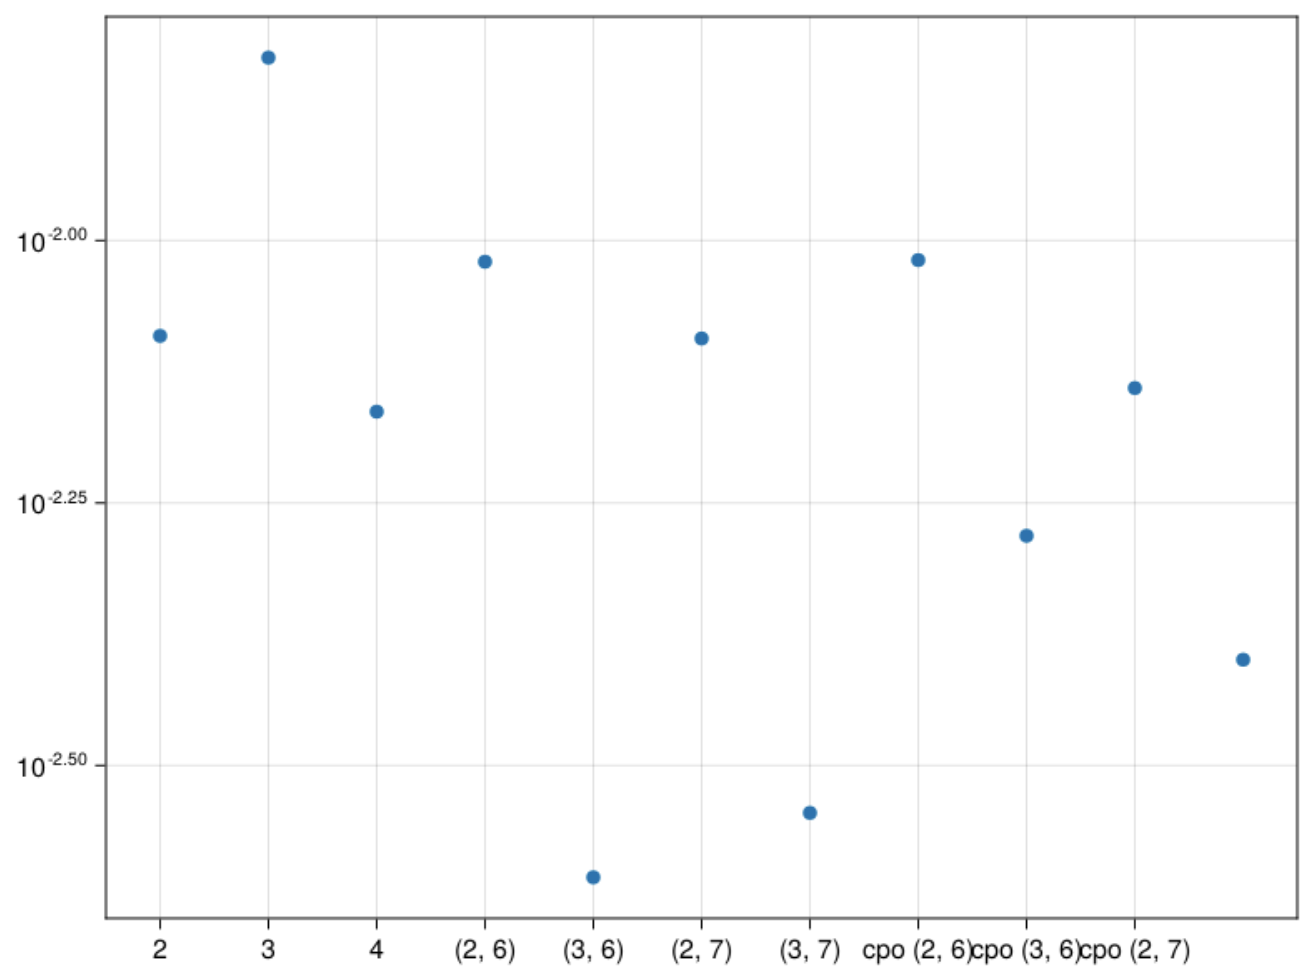 10-2.00
10-2.25
10-2.50
2 3 4 (2, 6) (3, 6) (2, 7) (3, 7) cpo (2, 6) cpo (3, 6) cpo (2, 7)